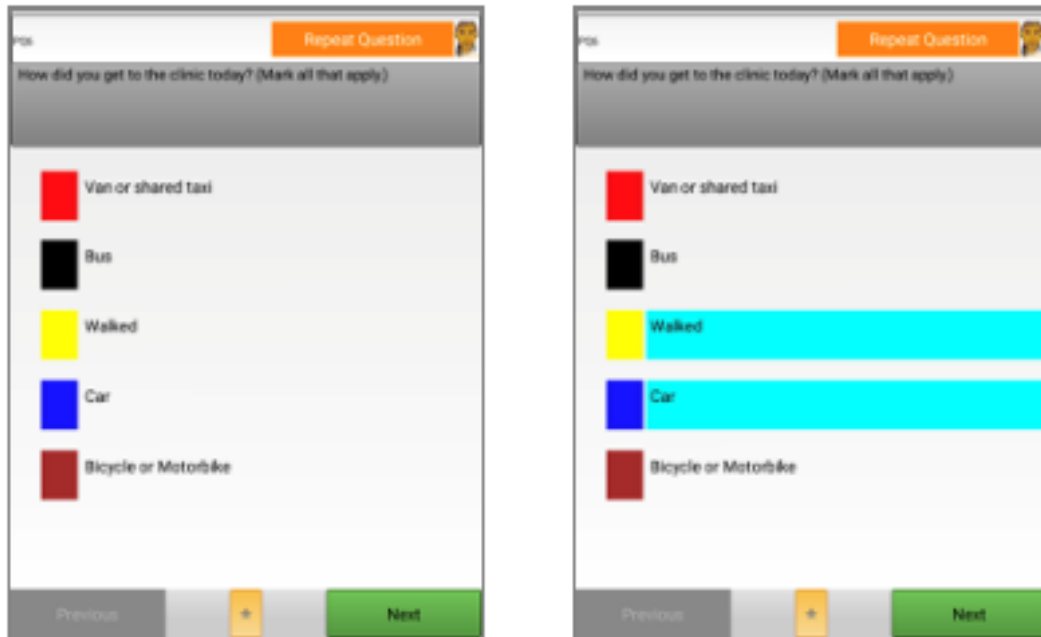 Repeat Question
How did you get to the clinic today? (Mark all that apply.)
Van or shared taxi
Bus
Walked
Car
Bicycle or Motorbike
Previous
Next
Repeat Question
How did you get to the clinic today? (Mark all that apply.)
Van or shared taxi
Bus
Walked
Car
Bicycle or Motorbike
Previous
Next